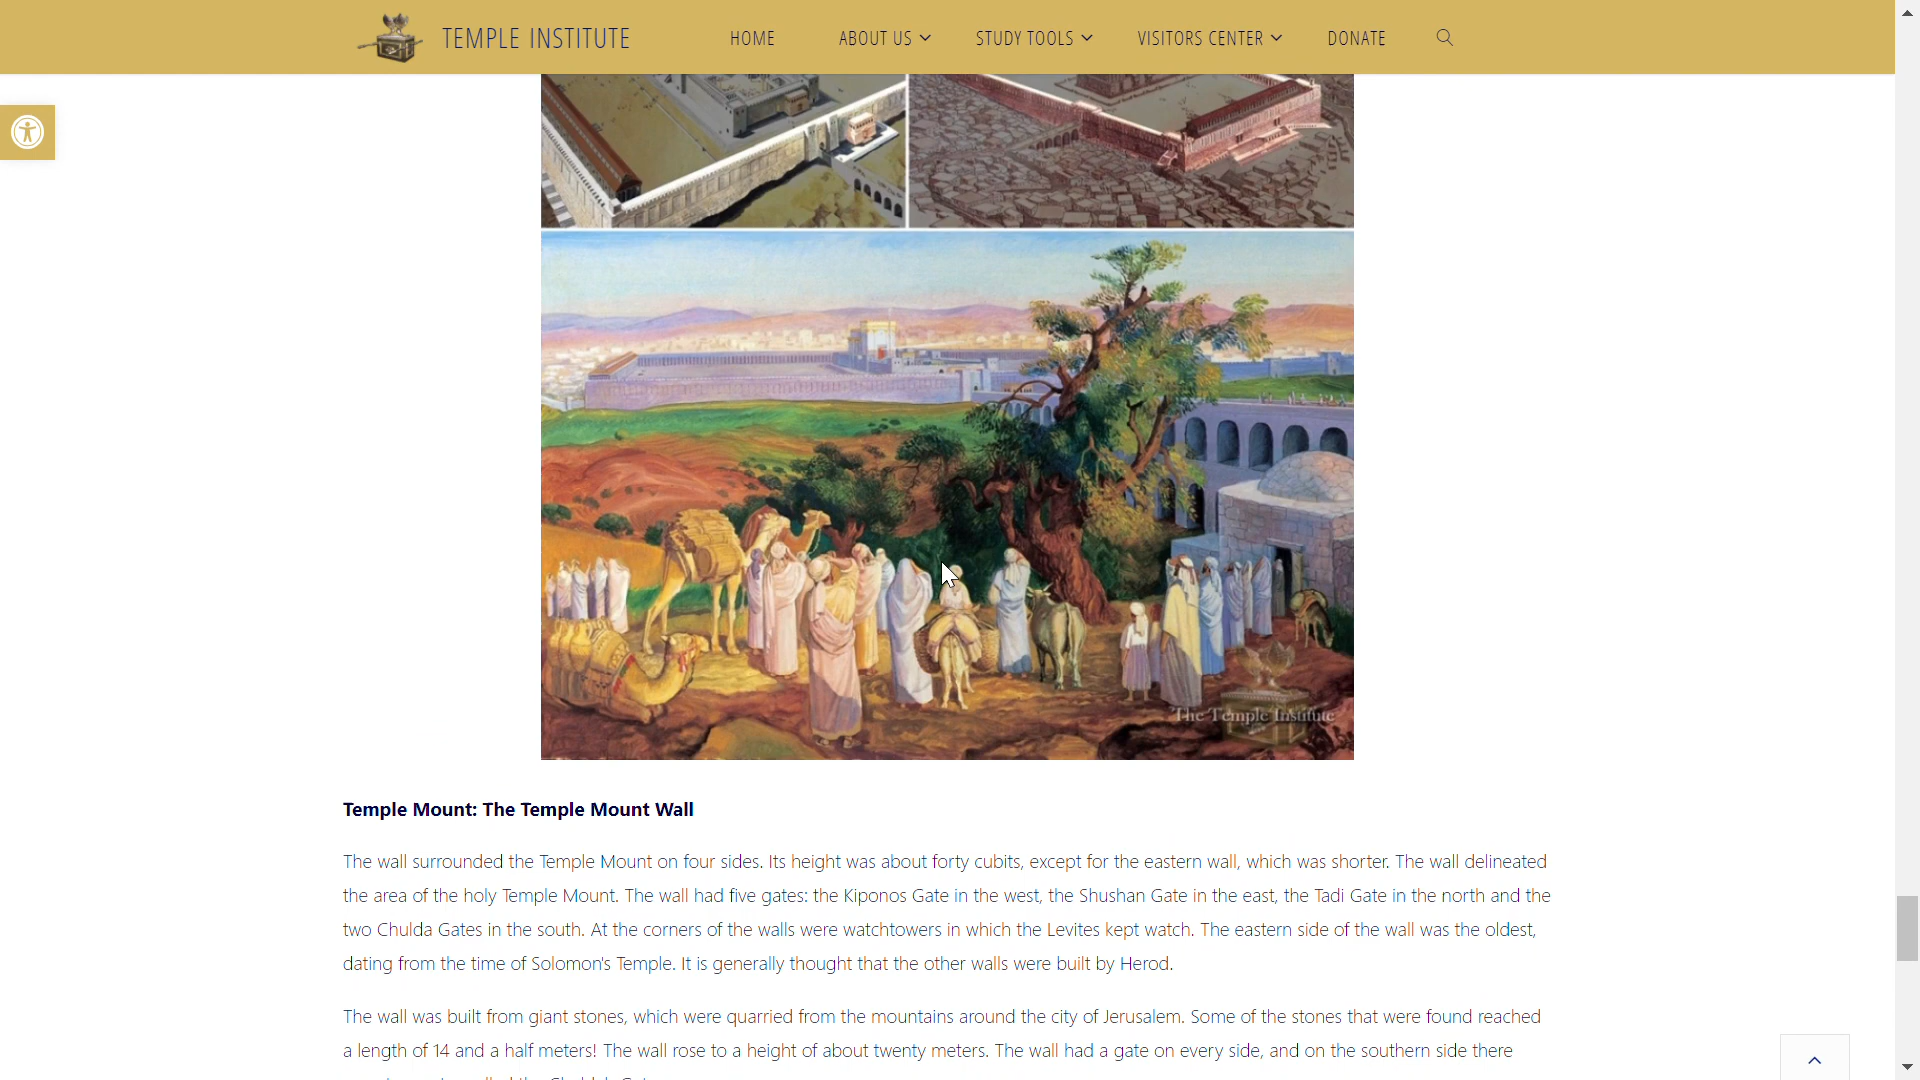 TEMPLE INSTITUTE
HOME
ABOUT US
STUDY TOOLS
VISITORS CENTER
DONATE
The Temple Institute
Temple Mount: The Temple Mount Wall
The wall surrounded the Temple Mount on four sides. Its height was about forty cubits, except for the eastern wall, which was shorter. The wall delineated
the area of the holy Temple Mount. The wall had five gates: the Kiponos Gate in the west, the Shushan Gate in the east, the Tadi Gate in the north and the
two Chulda Gates in the south. At the corners of the walls were watchtowers in which the Levites kept watch. The eastern side of the wall was the oldest,
dating from the time of Solomon's Temple. It is generally thought that the other walls were built by Herod.
The wall was built from giant stones, which were quarried from the mountains around the city of Jerusalem. Some of the stones that were found reached
a length of 14 and a half meters! The wall rose to a height of about twenty meters. The wall had a gate on every side, and on the southern side there